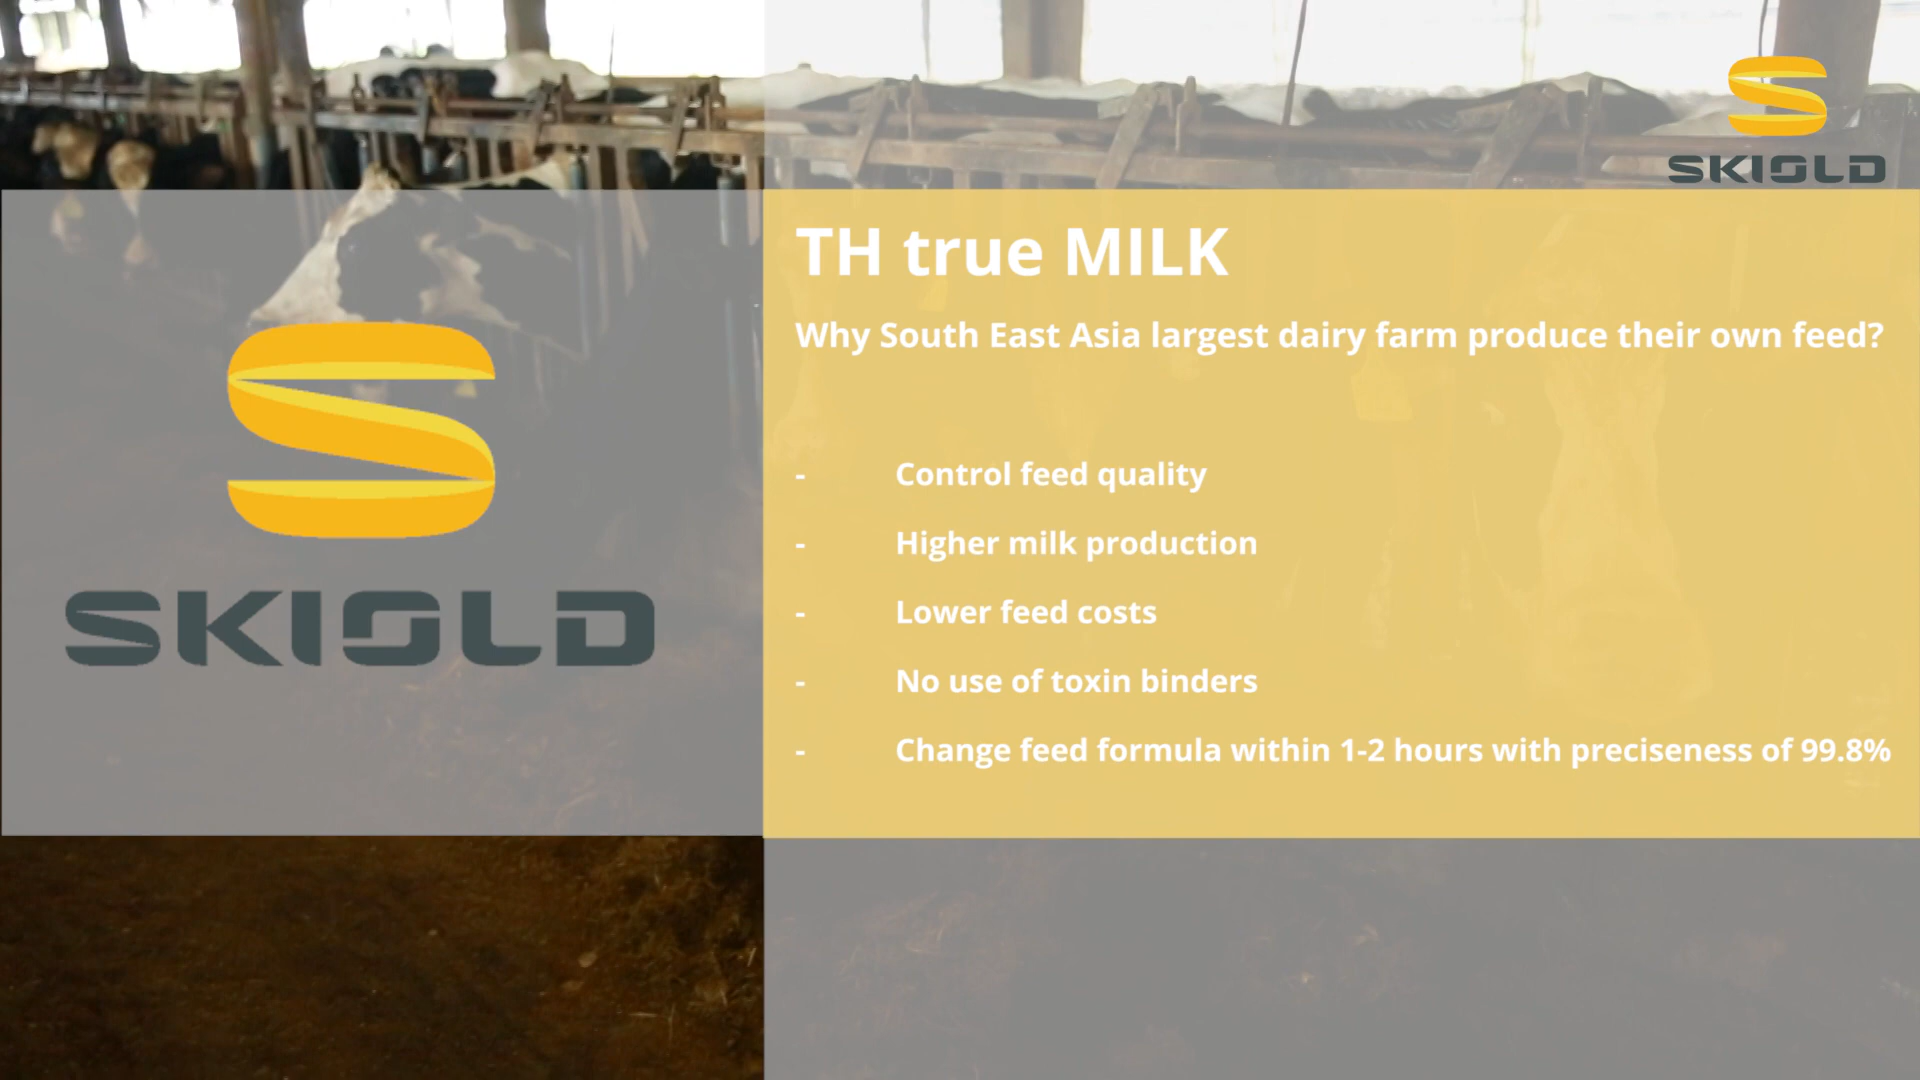 SKIOLD
TH true MILK
Why South East Asia largest dairy farm produce their own feed?
- Control feed quality
- Higher milk production
- Lower feed costs
- No use of toxin binders
- Change feed formula within 1-2 hours with preciseness of 99.8%
SKIOLD